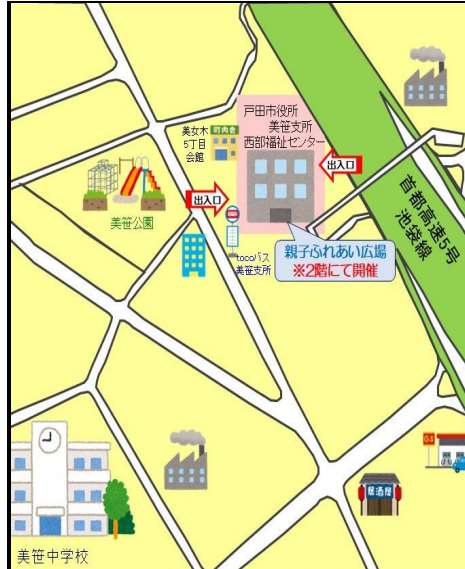 戸田市役所
美笹支所
西部福祉センター
美女木
5丁目
会館
町内会
出入口
出入口
美笹公園
tocoバス
美笹支所
親子ふれあい広場
※2階にて開催
首都高速5号
池袋線
GS
居酒屋
美笹中学校